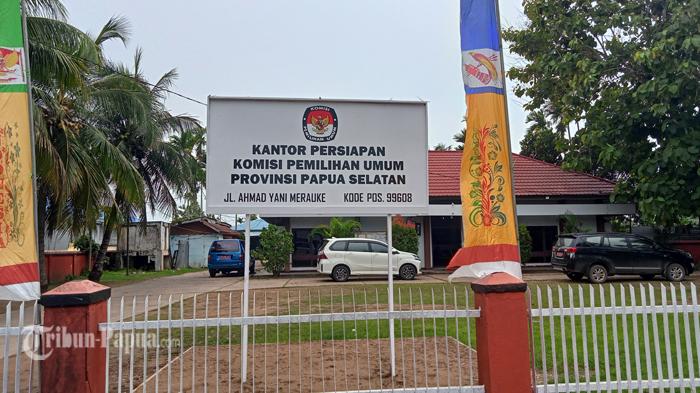 KANTOR PERSIAPAN
KOMISI PEMILIHAN UMUM
PROVINSI PAPUA SELATAN
JL. AHMAD YANI MERAUKE KODE POS. 99608
Tribun-Papua.com